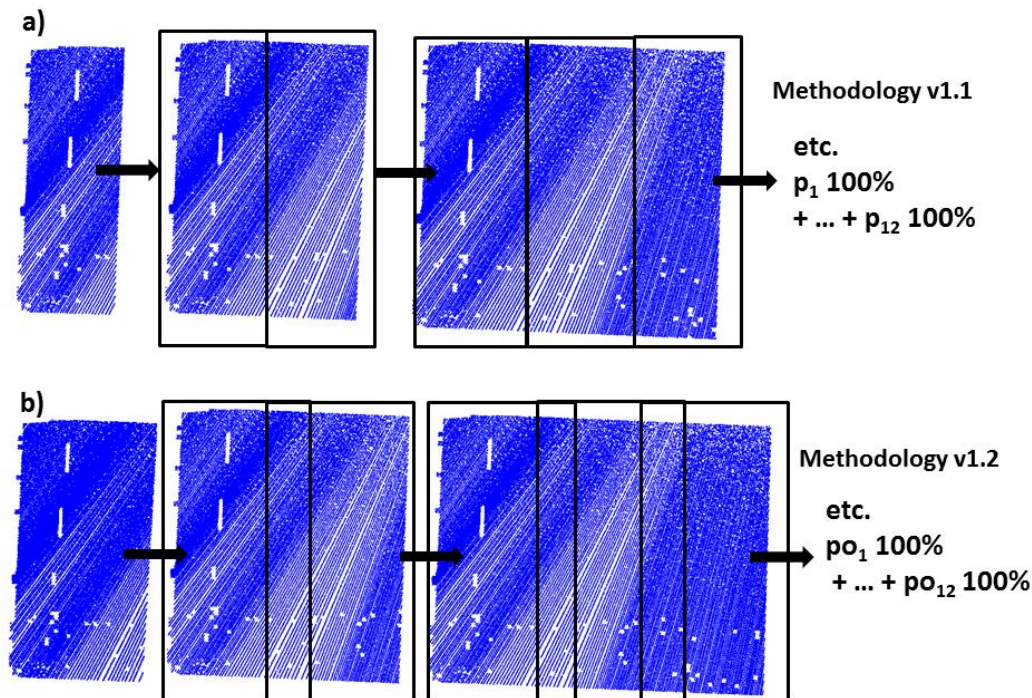 a)
Methodology v1.1
etc.
p₁ 100%
+ ... + p₁₂ 100%
b)
Methodology v1.2
etc.
po₁ 100%
+ ... + po₁₂ 100%